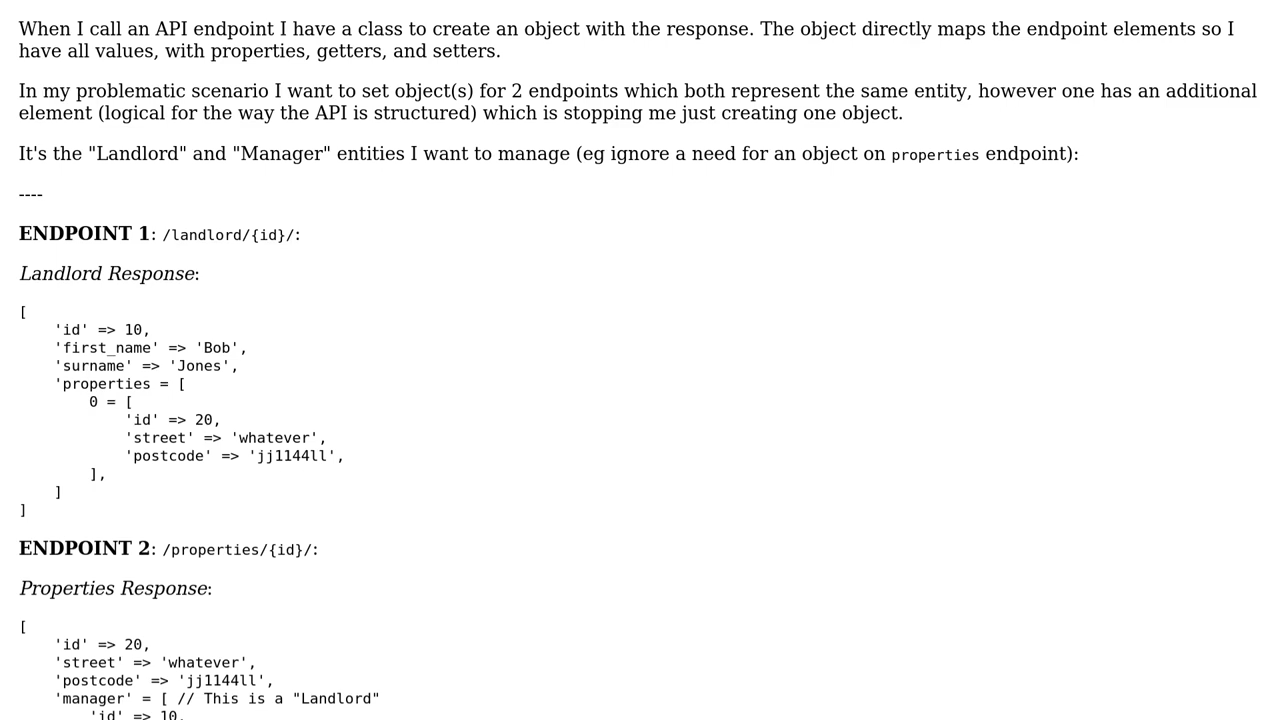 When I call an API endpoint I have a class to create an object with the response. The object directly maps the endpoint elements so I
have all values, with properties, getters, and setters.
In my problematic scenario I want to set object(s) for 2 endpoints which both represent the same entity, however one has an additional
element (logical for the way the API is structured) which is stopping me just creating one object.
It's the "Landlord" and "Manager" entities I want to manage (eg ignore a need for an object on properties endpoint):
----
ENDPOINT 1: /landlord/{id}/:
Landlord Response:
[
    'id' => 10,
    'first_name' => 'Bob',
    'surname' => 'Jones',
    'properties = [
        0 = [
            'id' => 20,
            'street' => 'whatever',
            'postcode' => 'jj1144ll',
        ],
    ]
]
ENDPOINT 2: /properties/{id}/:
Properties Response:
[
    'id' => 20,
    'street' => 'whatever',
    'postcode' => 'jj1144ll',
    'manager' = [ // This is a "Landlord"
        'id' => 10,